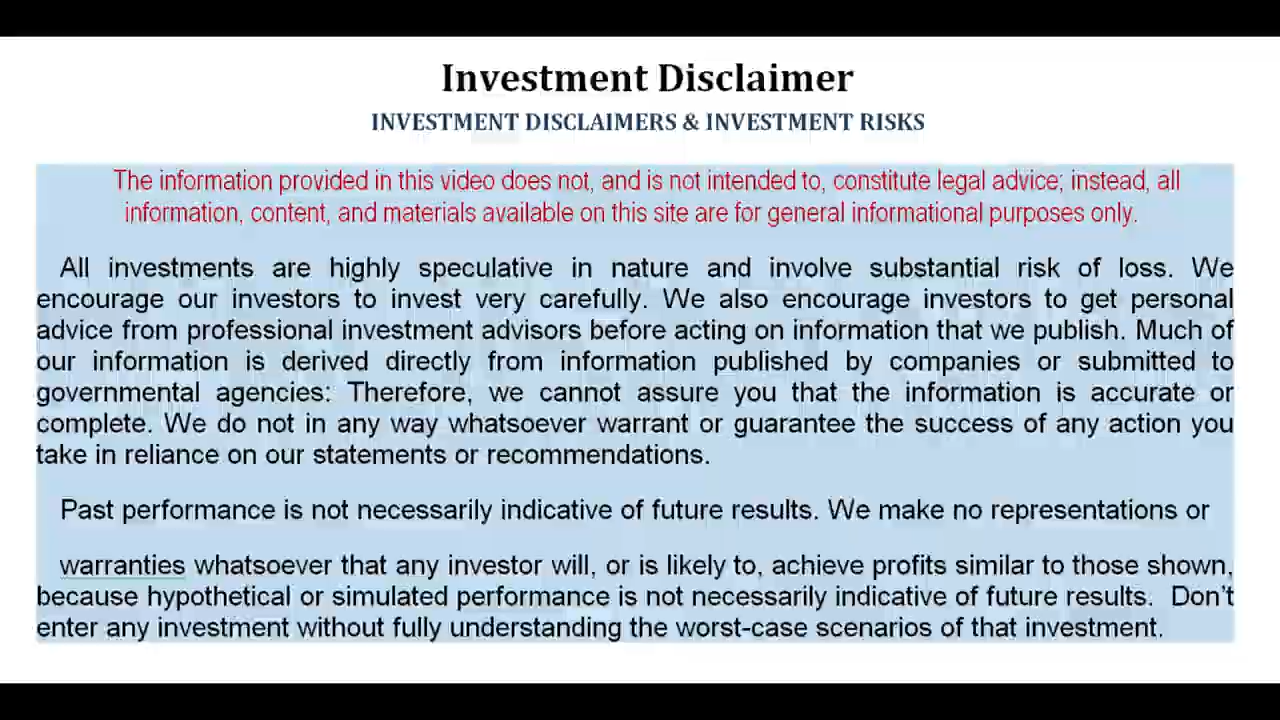 Investment Disclaimer
INVESTMENT DISCLAIMERS & INVESTMENT RISKS
The information provided in this video does not, and is not intended to, constitute legal advice; instead, all
information, content, and materials available on this site are for general informational purposes only.
All investments are highly speculative in nature and involve substantial risk of loss. We
encourage our investors to invest very carefully. We also encourage investors to get personal
advice from professional investment advisors before acting on information that we publish. Much of
our information is derived directly from information published by companies or submitted to
governmental agencies: Therefore, we cannot assure you that the information is accurate or
complete. We do not in any way whatsoever warrant or guarantee the success of any action you
take in reliance on our statements or recommendations.
Past performance is not necessarily indicative of future results. We make no representations or
warranties whatsoever that any investor will, or is likely to, achieve profits similar to those shown,
because hypothetical or simulated performance is not necessarily indicative of future results.  Don't
enter any investment without fully understanding the worst-case scenarios of that investment.